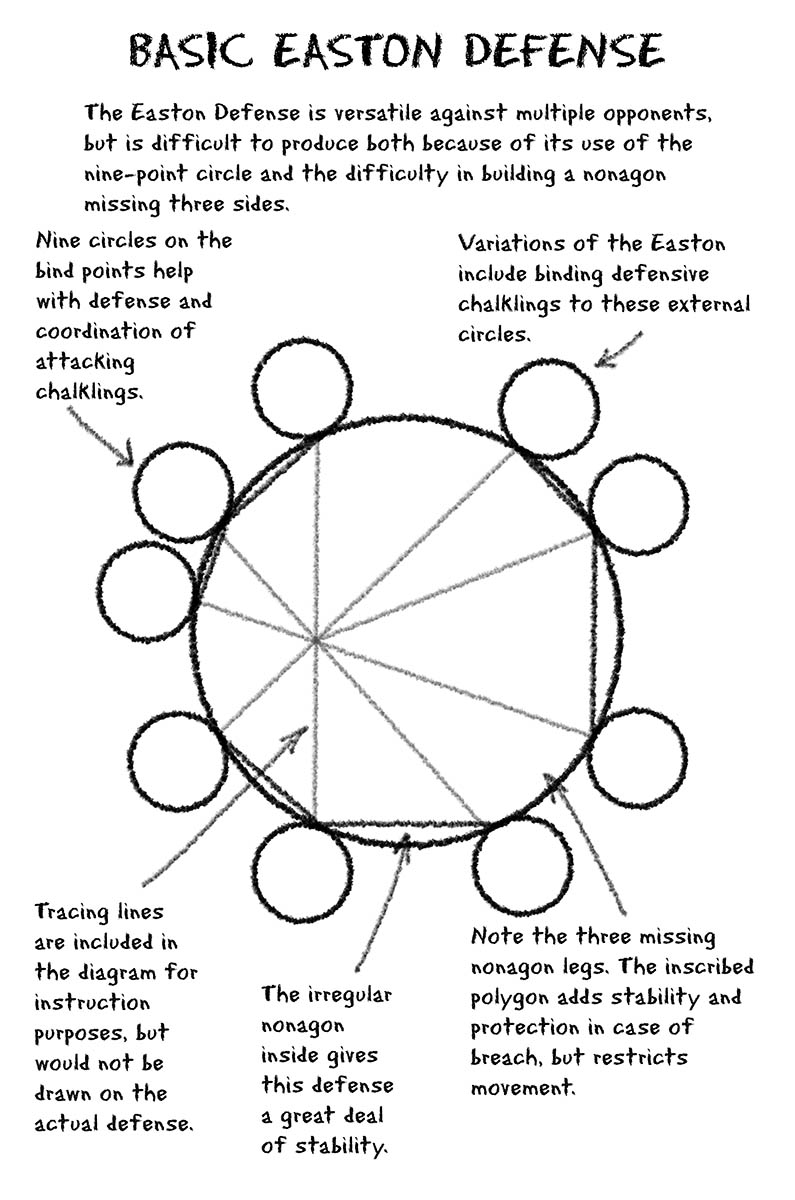 BASIC EASTON DEFENSE
The Easton Defense is versatile against multiple opponents,
but is difficult to produce both because of its use of the
nine-point circle and the difficulty in building a nonagon
missing three sides.
Nine circles on the
bind points help
with defense and
coordination of
attacking
chalklings.
Variations of the Easton
include binding defensive
chalklings to these external
circles.
Tracing lines
are included in
the diagram for
instruction
purposes, but
would not be
drawn on the
actual defense.
The irregular
nonagon
inside gives
this defense
a great deal
of stability.
Note the three missing
nonagon legs. The inscribed
polygon adds stability and
protection in case of
breach, but restricts
movement.